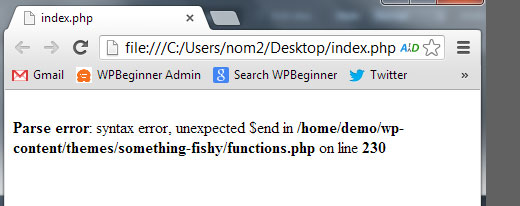 index.php
file:///C:/Users/nom2/Desktop/index.php
Gmail WPBeginner Admin Search WPBeginner Twitter »
Parse error: syntax error, unexpected $end in /home/demo/wp-
content/themes/something-fishy/functions.php on line 230